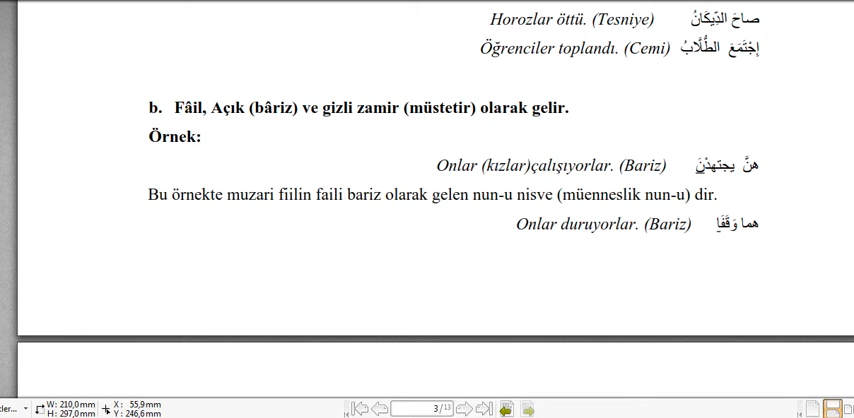 Horozlar öttü. (Tesniye) صاحَ الدِّيكَانُ
Öğrenciler toplandı. (Cemi) اِجْتَمَعَ الطُّلَّابُ
b. Fâil, Açık (bâriz) ve gizli zamir (müstetir) olarak gelir.
Örnek:
Onlar (kızlar)çalışıyorlar. (Bariz) هنَّ يجتهدْنَ
Bu örnekte muzari fiilin faili bariz olarak gelen nun-u nisve (müenneslik nun-u) dir.
Onlar duruyorlar. (Bariz) هما وَقَفَا
W: 210,0mm X: 55,9mm
H: 297,0mm Y: 246,6mm
3/13